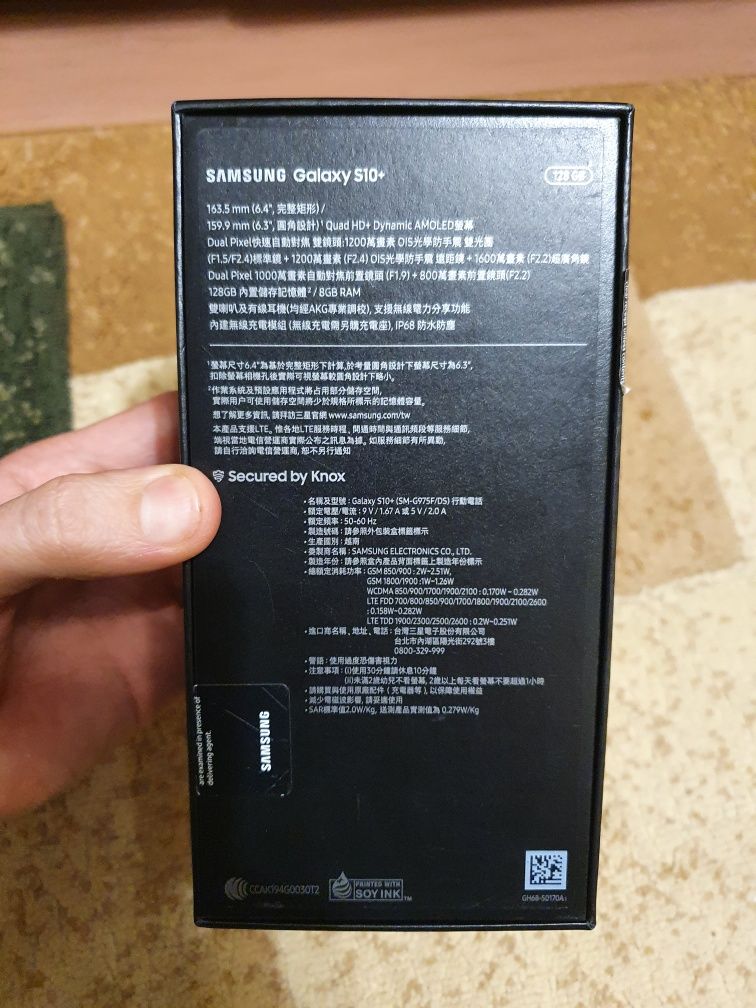 SAMSUNG Galaxy S10+
128 GB
163.5 mm (6.4", 完整矩形) /
159.9 mm (6.3", 圓角設計)¹ Quad HD+ Dynamic AMOLED螢幕
Dual Pixel快速自動對焦 雙鏡頭:1200萬畫素 OIS光學防手震 雙光圈
(F1.5/F2.4)標準鏡 + 1200萬畫素 (F2.4) OIS光學防手震 遠距鏡 + 1600萬畫素 (F2.2)超廣角鏡
Dual Pixel 1000萬畫素自動對焦前置鏡頭 (F1.9) + 800萬畫素前置鏡頭(F2.2)
128GB 內置儲存記憶體² / 8GB RAM
雙喇叭及有線耳機(均經AKG專業調校), 支援無線電力分享功能
內建無線充電模組 (無線充電需另購充電座), IP68 防水防塵
¹螢幕尺寸6.4"為基於完整矩形下計算,於考量圓角設計下螢幕尺寸為6.3",
扣除螢幕相機孔後實際可視螢幕較圓角設計下略小。
²作業系統及預設應用程式將占用部分儲存空間,
實際用戶可使用儲存空間將少於規格所標示的記憶體容量。
想了解更多資訊, 請拜訪三星官網 www.samsung.com/tw
本產品支援LTE。惟各地LTE服務時程、開通時間與通訊頻段等服務細節,
端視當地電信營運商實際公布之訊息為據。如服務細節有所異動,
請自行洽詢電信營運商, 恕不另行通知
Secured by Knox
• 名稱及型號 : Galaxy S10+ (SM-G975F/DS) 行動電話
• 額定電壓/電流 : 9 V / 1.67 A 或 5 V / 2.0 A
• 額定頻率 : 50-60 Hz
• 製造號碼 : 請參照外包裝盒標籤標示
• 生產國別 : 越南
• 委製商名稱 : SAMSUNG ELECTRONICS CO., LTD.
• 製造年份 : 請參照盒內產品背面標籤上製造年份標示
• 總額定消耗功率 : GSM 850/900 : 2W~2.51W,
GSM 1800/1900 :1W~1.26W
WCDMA 850/900/1700/1900/2100 : 0.170W ~ 0.282W
LTE FDD 700/800/850/900/1700/1800/1900/2100/2600
: 0.158W~0.282W
LTE TDD 1900/2300/2500/2600 : 0.2W~0.251W
• 進口商名稱、地址、電話 : 台灣三星電子股份有限公司
台北市內湖區陽光街292號3樓
0800-329-999
• 警語 : 使用過度恐傷害視力
• 注意事項 : (i)使用30分鐘請休息10分鐘
(ii)未滿2歲幼兒不看螢幕, 2歲以上每天看螢幕不要超過1小時
• 請購買與使用原廠配件 ( 充電器等 ), 以保障使用權益
• 減少電磁波影響, 請妥適使用
• SAR標準值2.0W/Kg, 送測產品實測值為 0.279W/Kg
are examined in presence of
delivering agent.
SAMSUNG
CCAK194G0030T2
PRINTED WITH
SOY INK TM
GH68-50170A